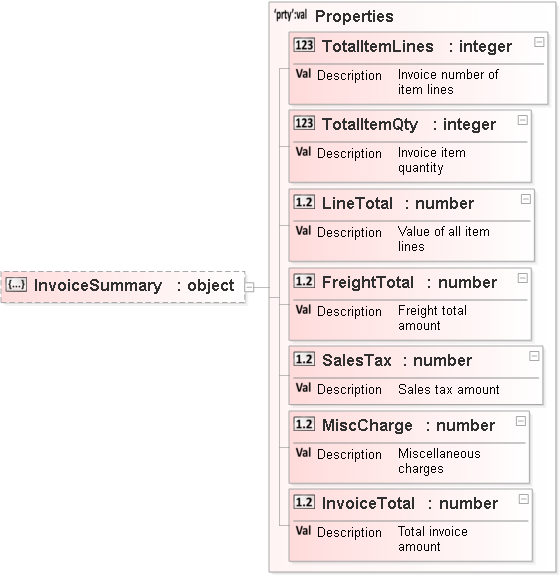 'prty':val Properties
123 TotalItemLines : integer
Val Description Invoice number of
item lines
123 TotalItemQty : integer
Val Description Invoice item
quantity
1.2 LineTotal : number
Val Description Value of all item
lines
{...} InvoiceSummary : object
1.2 FreightTotal : number
Val Description Freight total
amount
1.2 SalesTax : number
Val Description Sales tax amount
1.2 MiscCharge : number
Val Description Miscellaneous
charges
1.2 InvoiceTotal : number
Val Description Total invoice
amount